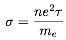 σ = ne²τ / mₑ